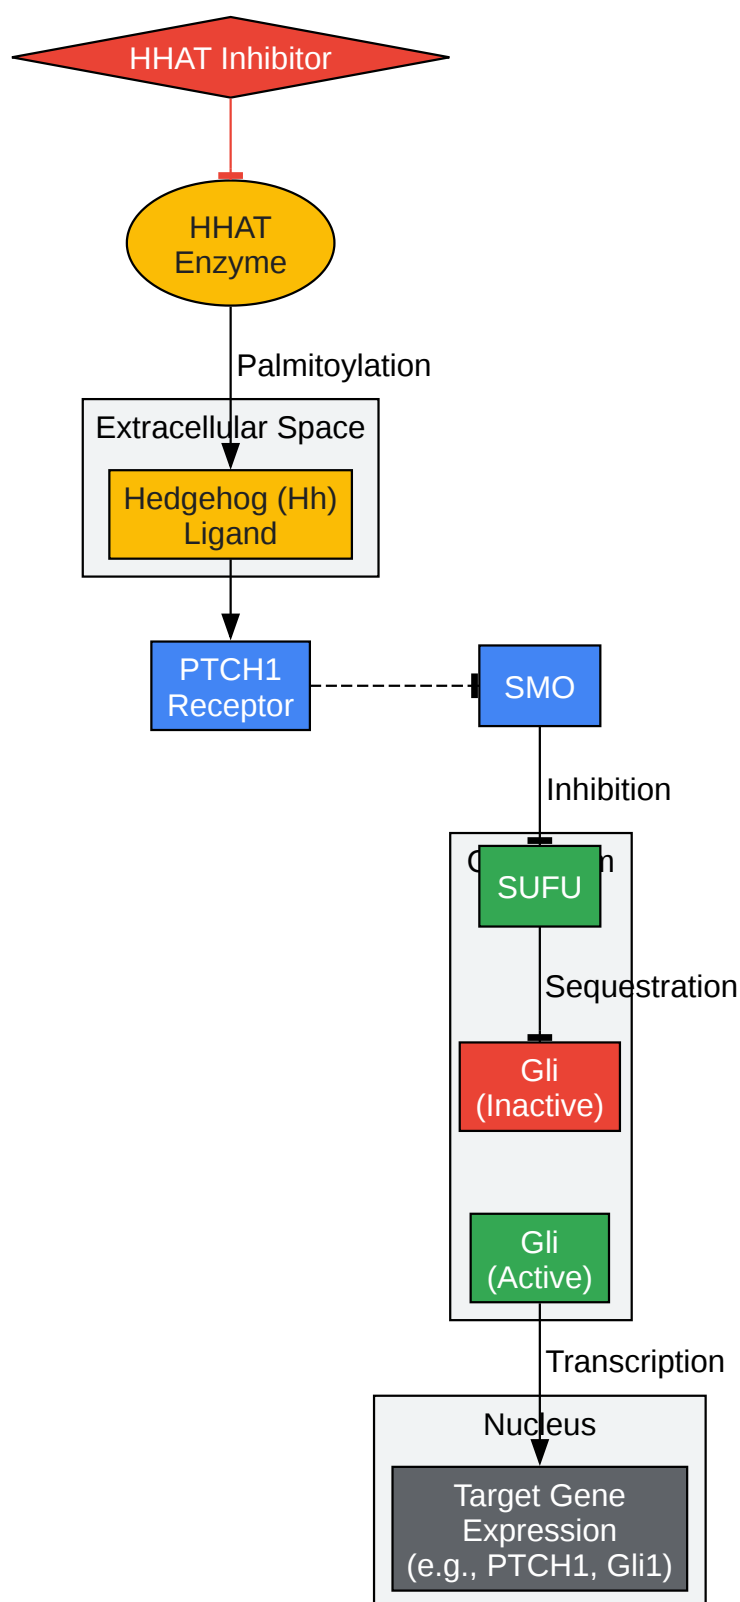 HHAT Inhibitor
HHAT
Enzyme
Palmitoylation
Extracellular Space
Hedgehog (Hh)
Ligand
PTCH1
Receptor
SMO
Inhibition
SUFU
Sequestration
Gli
(Inactive)
Gli
(Active)
Transcription
Nucleus
Target Gene
Expression
(e.g., PTCH1, Gli1)